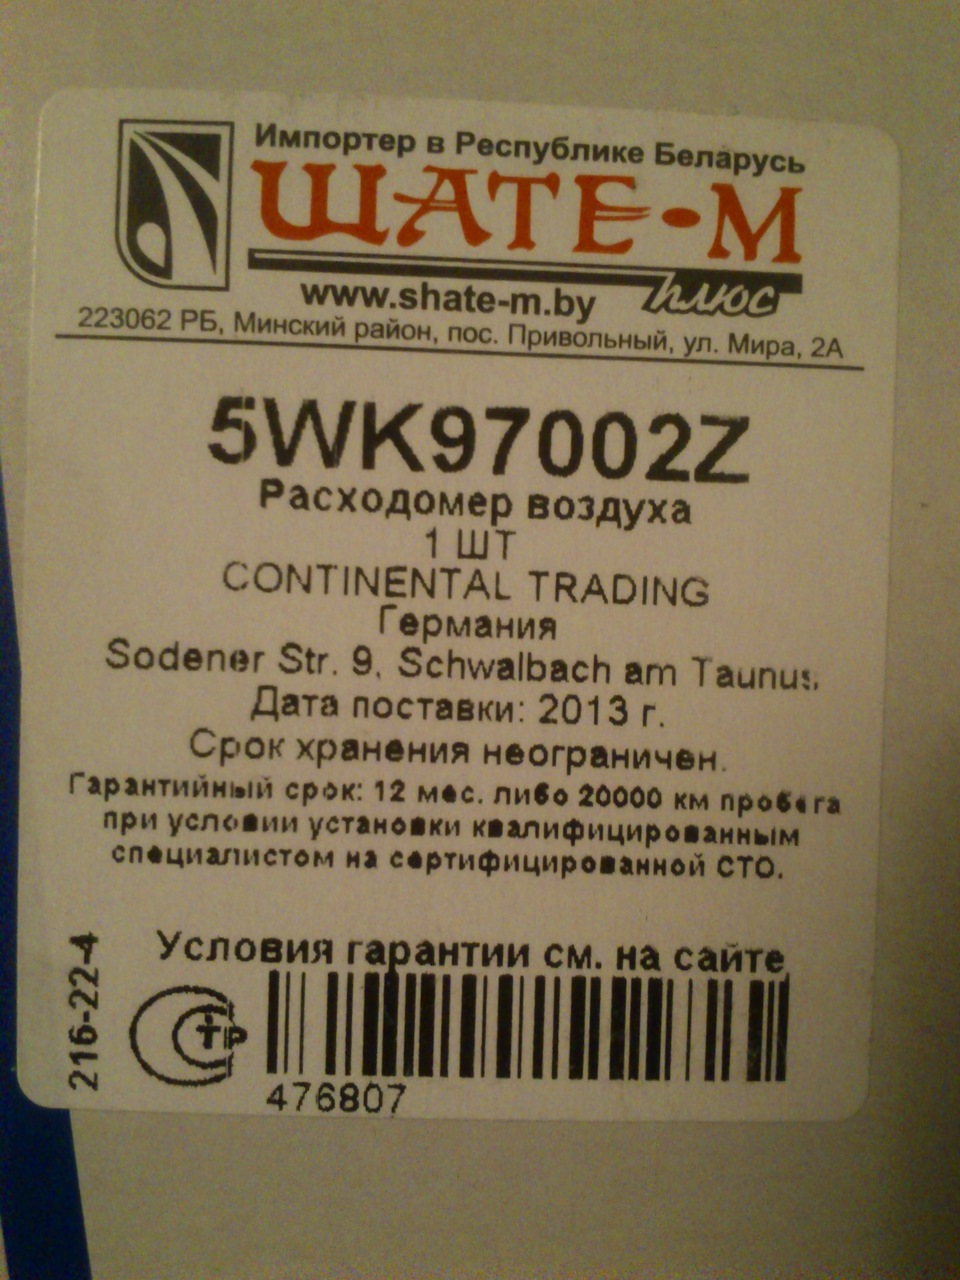 Импортер в Республике Беларусь
ШАТЕ-М
плюс
www.shate-m.by
223062 РБ, Минский район, пос. Привольный, ул. Мира, 2А
5WK97002Z
Расходомер воздуха
1 ШТ
CONTINENTAL TRADING
Германия
Sodener Str. 9, Schwalbach am Taunus,
Дата поставки: 2013 г.
Срок хранения неограничен.
Гарантийный срок: 12 мес. либо 20000 км пробега
при условии установки квалифицированным
специалистом на сертифицированной СТО.
Условия гарантии см. на сайте
216-22-4
476807